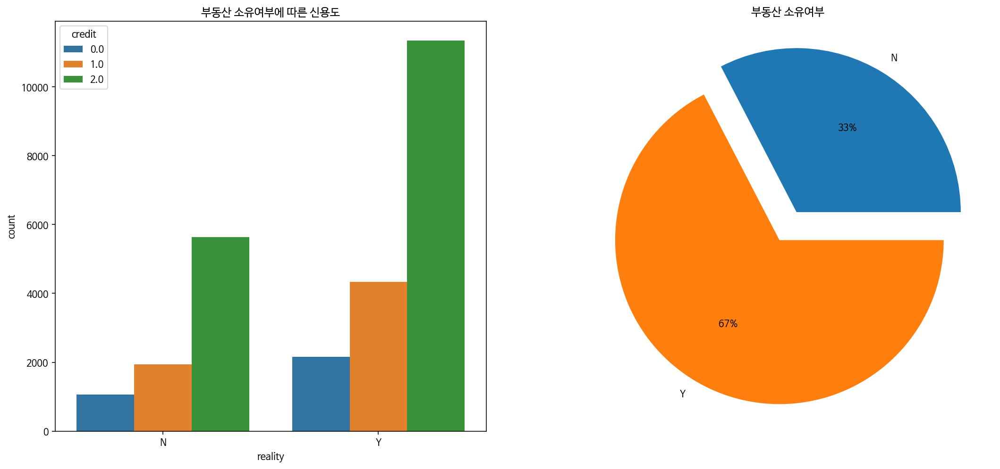 부동산 소유여부에 따른 신용도
credit
0.0
1.0
2.0
10000
8000
6000
4000
2000
0
count
N
Y
reality
부동산 소유여부
N
33%
67%
Y